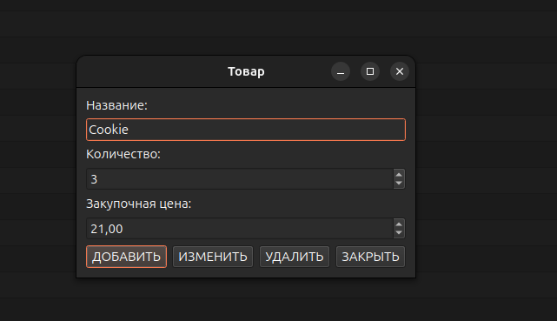 Товар
Название:
Cookie
Количество:
3
Закупочная цена:
21,00
ДОБАВИТЬ ИЗМЕНИТЬ УДАЛИТЬ ЗАКРЫТЬ